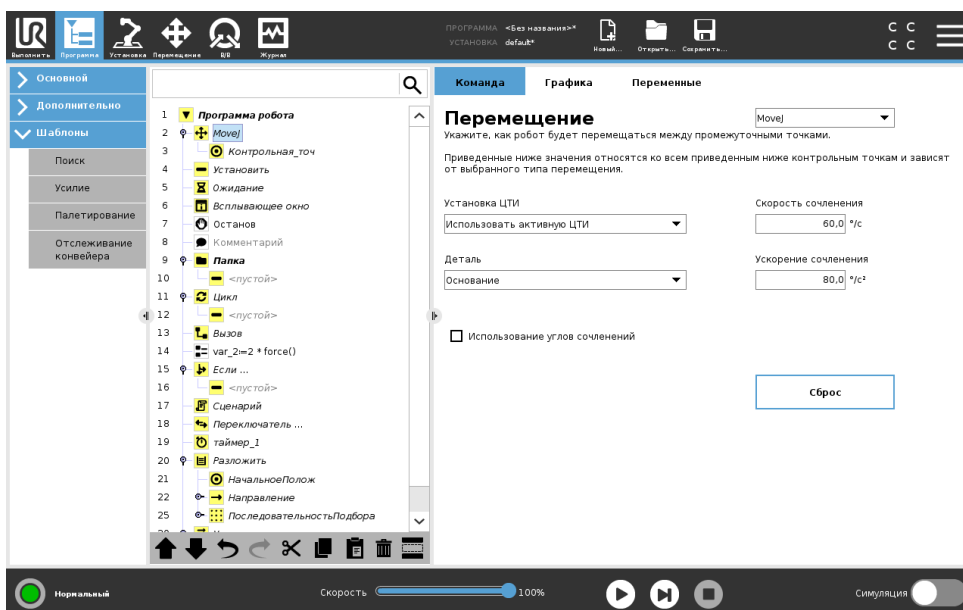 ПРОГРАММА <Без названия>*
УСТАНОВКА default*
Выполнить Программа Установка Перемещение В/В Журнал
Новый... Открыть... Сохранить...
C C
C C
Основной
Дополнительно
Шаблоны
Поиск
Усилие
Палетирование
Отслеживание
конвейера
1 Программа робота
2 MoveJ
3 Контрольная_точ
4 Установить
5 Ожидание
6 Всплывающее окно
7 Останов
8 Комментарий
9 Папка
10 <пустой>
11 Цикл
12 <пустой>
13 Вызов
14 var_2≔2 * force()
15 Если ...
16 <пустой>
17 Сценарий
18 Переключатель ...
19 таймер_1
20 Разложить
21 НачальноеПолож
22 Направление
25 ПоследовательностьПодбора
Команда Графика Переменные
Перемещение MoveJ
Укажите, как робот будет перемещаться между промежуточными точками.
Приведенные ниже значения относятся ко всем приведенным ниже контрольным точкам и зависят
от выбранного типа перемещения.
Установка ЦТИ Скорость сочленения
Использовать активную ЦТИ 60,0 °/с
Деталь Ускорение сочленения
Основание 80,0 °/с²
Использование углов сочленений
Сброс
Нормальный Скорость 100% Симуляция